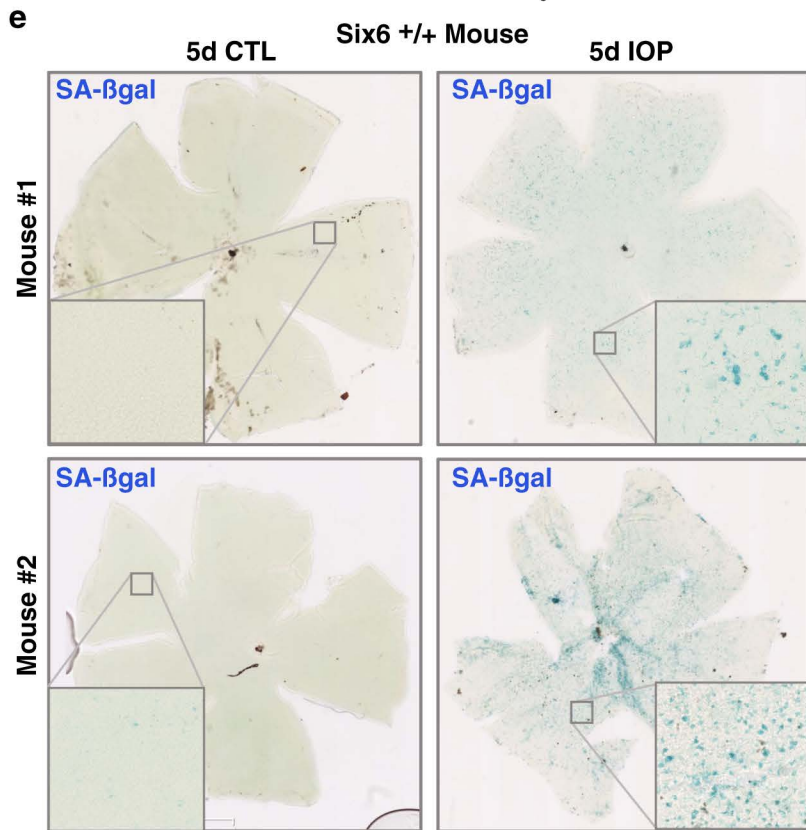 e
Six6 +/+ Mouse
5d CTL
5d IOP
Mouse #1
SA-ßgal
SA-ßgal
Mouse #2
SA-ßgal
SA-ßgal